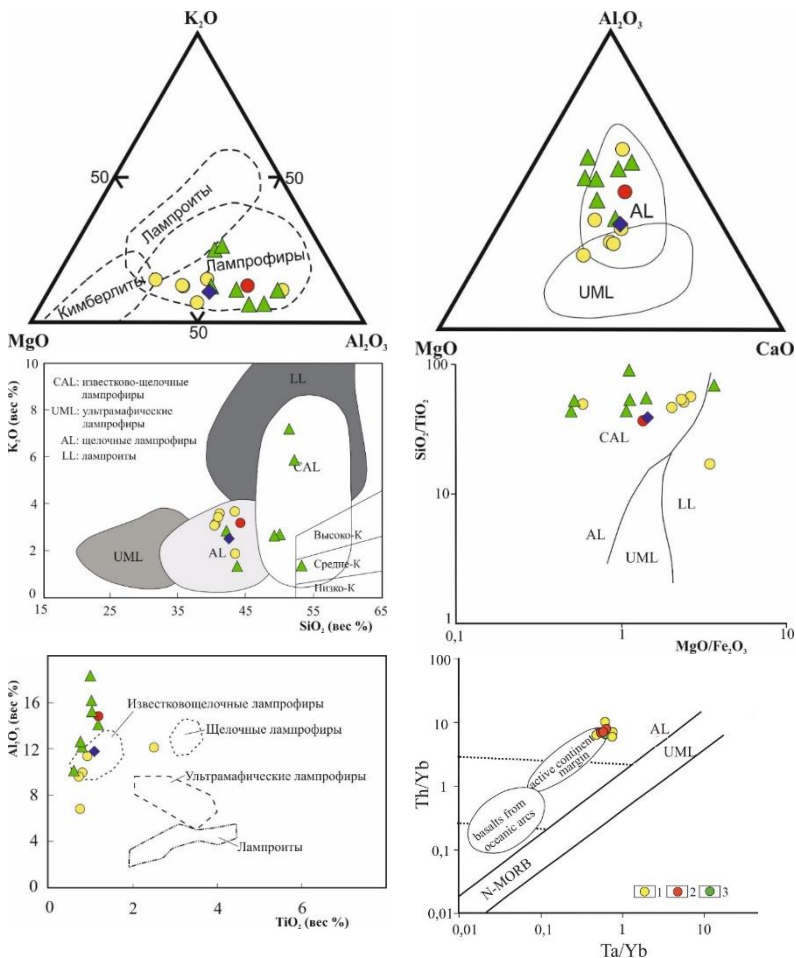 K₂O
50
50
Лампроиты
Лампрофиры
Кимберлиты
50
MgO
Al₂O₃
Al₂O₃
AL
UML
MgO
CaO
K₂O (вес %)
10
8
6
4
2
0
CAL: известково-щелочные
лампрофиры
UML: ультрамафические
лампрофиры
AL: щелочные лампрофиры
LL: лампроиты
LL
CAL
UML
AL
Высоко-К
Средне-К
Низко-К
15
25
35
45
55
65
SiO₂ (вес %)
SiO₂/TiO₂
100
10
1
CAL
LL
AL
UML
0,1
1
10
MgO/Fe₂O₃
Al₂O₃ (вес %)
16
12
8
4
0
Известковощелочные лампрофиры
Щелочные лампрофиры
Ультрамафические лампрофиры
Лампроиты
0
2
4
6
TiO₂ (вес %)
Th/Yb
100
10
1
0,1
0,01
active continent
margin
AL
UML
basalts from
oceanic arcs
N-MORB
1
2
3
0,01
0,1
1
10
Ta/Yb